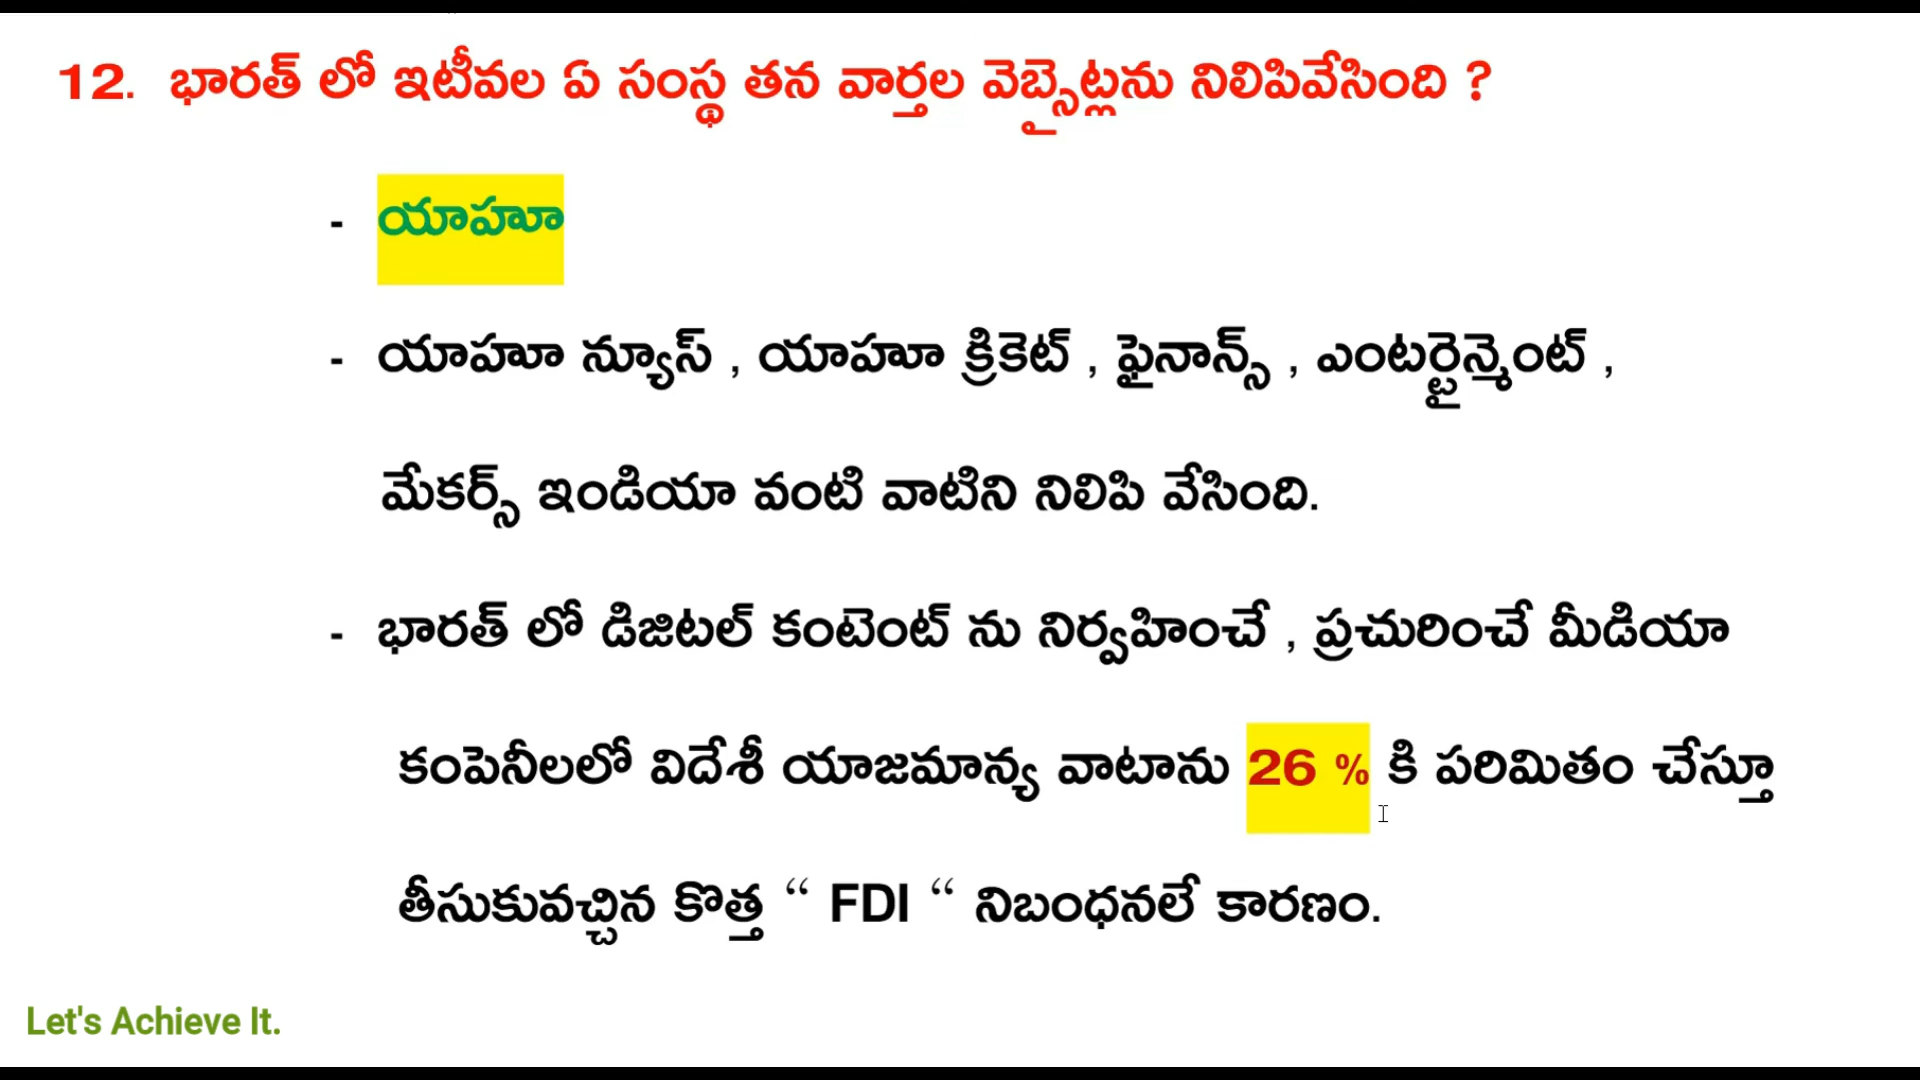 12. భారత్ లో ఇటీవల ఏ సంస్థ తన వార్తల వెబ్సైట్లను నిలిపివేసింది ?
- యాహూ
- యాహూ న్యూస్ , యాహూ క్రికెట్ , ఫైనాన్స్ , ఎంటర్టైన్మెంట్ ,
మేకర్స్ ఇండియా వంటి వాటిని నిలిపి వేసింది.
- భారత్ లో డిజిటల్ కంటెంట్ ను నిర్వహించే , ప్రచురించే మీడియా
కంపెనీలలో విదేశీ యాజమాన్య వాటాను 26 % కి పరిమితం చేస్తూ
తీసుకువచ్చిన కొత్త “ FDI “ నిబంధనలే కారణం.
Let's Achieve It.